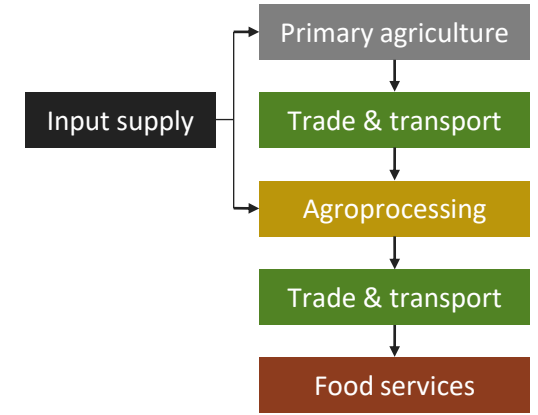 Primary agriculture
Input supply
Trade & transport
Agroprocessing
Trade & transport
Food services